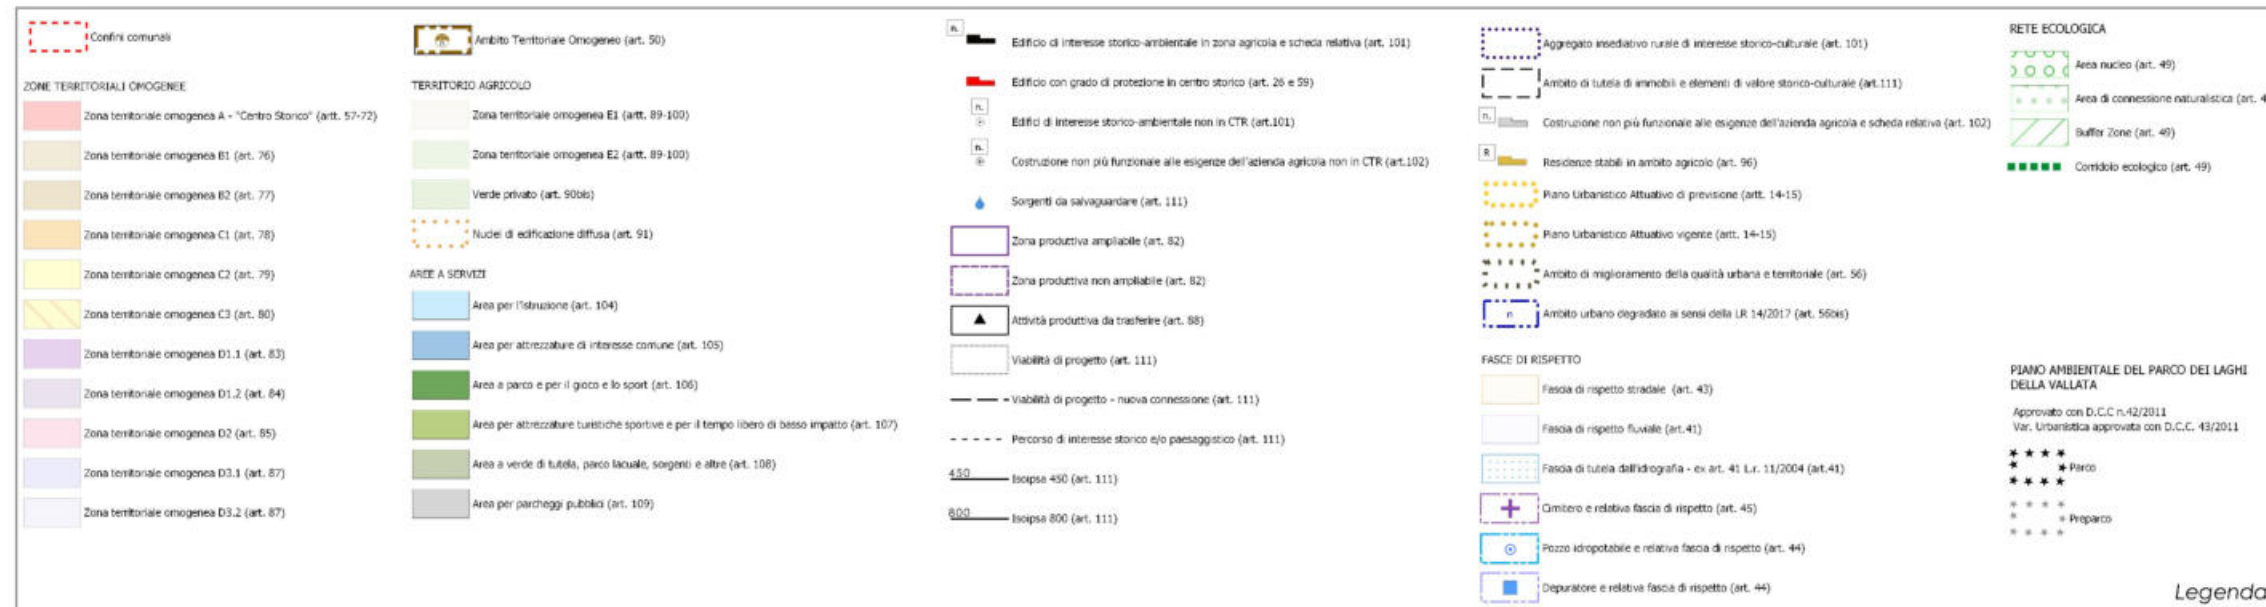 Confini comunali
ZONE TERRITORIALI OMOGENEE
Zona territoriale omogenea A - "Centro Storico" (artt. 57-72)
Zona territoriale omogenea B1 (art. 76)
Zona territoriale omogenea B2 (art. 77)
Zona territoriale omogenea C1 (art. 78)
Zona territoriale omogenea C2 (art. 79)
Zona territoriale omogenea C3 (art. 80)
Zona territoriale omogenea D1.1 (art. 83)
Zona territoriale omogenea D1.2 (art. 84)
Zona territoriale omogenea D2 (art. 85)
Zona territoriale omogenea D3.1 (art. 87)
Zona territoriale omogenea D3.2 (art. 87)
Ambito Territoriale Omogeneo (art. 50)
TERRITORIO AGRICOLO
Zona territoriale omogenea E1 (artt. 89-100)
Zona territoriale omogenea E2 (artt. 89-100)
Verde privato (art. 90bis)
Nuclei di edificazione diffusa (art. 91)
AREE A SERVIZI
Area per l'istruzione (art. 104)
Area per attrezzature di interesse comune (art. 105)
Area a parco e per il gioco e lo sport (art. 106)
Area per attrezzature turistiche sportive e per il tempo libero di basso impatto (art. 107)
Area a verde di tutela, parco lacuale, sorgenti e altre (art. 108)
Area per parcheggi pubblici (art. 109)
n.
Edificio di interesse storico-ambientale in zona agricola e scheda relativa (art. 101)
Edificio con grado di protezione in centro storico (art. 26 e 59)
n.
Edifici di interesse storico-ambientale non in CTR (art.101)
n.
Costruzione non più funzionale alle esigenze dell'azienda agricola non in CTR (art.102)
Sorgenti da salvaguardare (art. 111)
Zona produttiva ampliabile (art. 82)
Zona produttiva non ampliabile (art. 82)
Attività produttiva da trasferire (art. 88)
Viabilità di progetto (art. 111)
Viabilità di progetto - nuova connessione (art. 111)
Percorso di interesse storico e/o paesaggistico (art. 111)
450 Isoipsa 450 (art. 111)
800 Isoipsa 800 (art. 111)
Aggregato insediativo rurale di interesse storico-culturale (art. 101)
Ambito di tutela di immobili e elementi di valore storico-culturale (art.111)
n. Costruzione non più funzionale alle esigenze dell'azienda agricola e scheda relativa (art. 102)
R Residenze stabili in ambito agricolo (art. 96)
Piano Urbanistico Attuativo di previsione (artt. 14-15)
Piano Urbanistico Attuativo vigente (artt. 14-15)
Ambito di miglioramento della qualità urbana e territoriale (art. 56)
n Ambito urbano degradato ai sensi della LR 14/2017 (art. 56bis)
FASCE DI RISPETTO
Fascia di rispetto stradale (art. 43)
Fascia di rispetto fluviale (art.41)
Fascia di tutela dall'idrografia - ex art. 41 L.r. 11/2004 (art.41)
Cimitero e relativa fascia di rispetto (art. 45)
Pozzo idropotabile e relativa fascia di rispetto (art. 44)
Depuratore e relativa fascia di rispetto (art. 44)
RETE ECOLOGICA
Area nucleo (art. 49)
Area di connessione naturalistica (art. 4
Buffer Zone (art. 49)
Corridoio ecologico (art. 49)
PIANO AMBIENTALE DEL PARCO DEI LAGHI
DELLA VALLATA
Approvato con D.C.C n.42/2011
Var. Urbanistica approvata con D.C.C. 43/2011
Parco
Preparco
Legenda